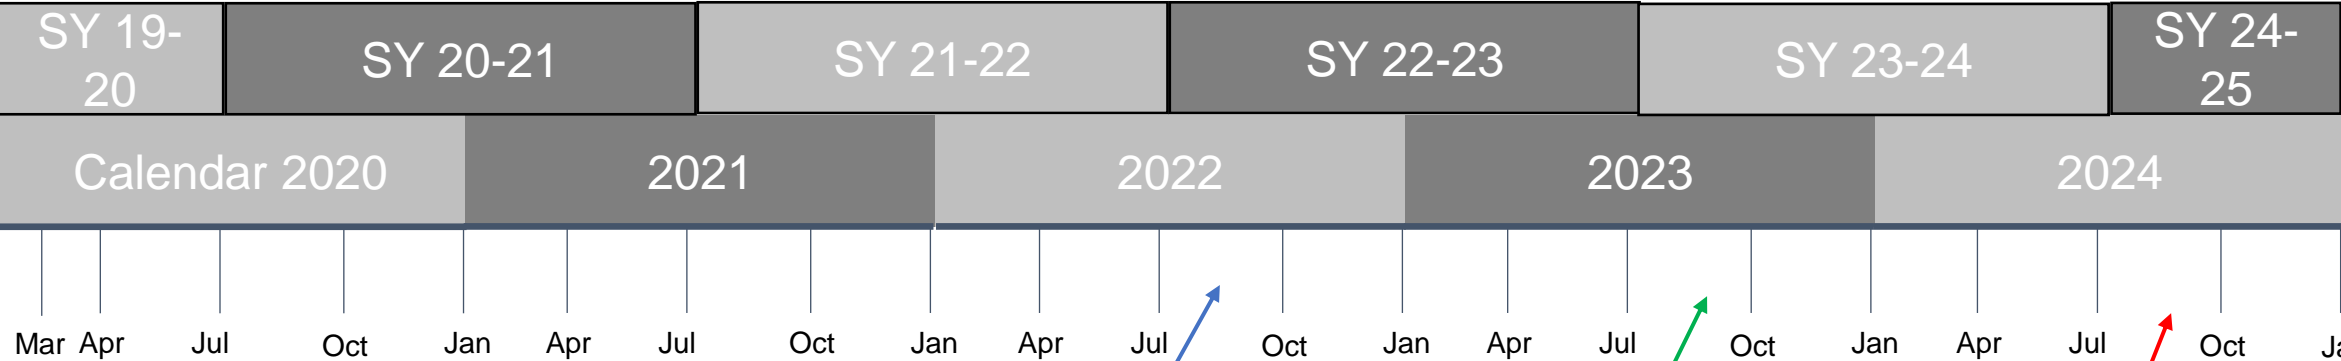 SY 19-
20
SY 20-21
SY 21-22
SY 22-23
SY 23-24
SY 24-
25
Calendar 2020
2021
2022
2023
2024
Mar Apr Jul Oct Jan Apr Jul Oct Jan Apr Jul Oct Jan Apr Jul Oct Jan Apr Jul Oct